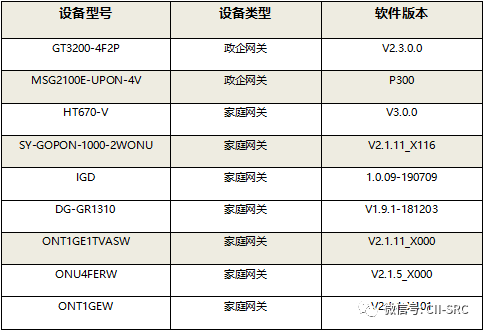 设备型号 设备类型 软件版本
GT3200-4F2P 政企网关 V2.3.0.0
MSG2100E-UPON-4V 政企网关 P300
HT670-V 家庭网关 V3.0.0
SY-GOPON-1000-2WONU 家庭网关 V2.1.11_X116
IGD 家庭网关 1.0.09-190709
DG-GR1310 家庭网关 V1.9.1-181203
ONT1GE1TVASW 家庭网关 V2.1.11_X000
ONU4FERW 家庭网关 V2.1.5_X000
ONT1GEW 家庭网关
微信号: CII-SRC